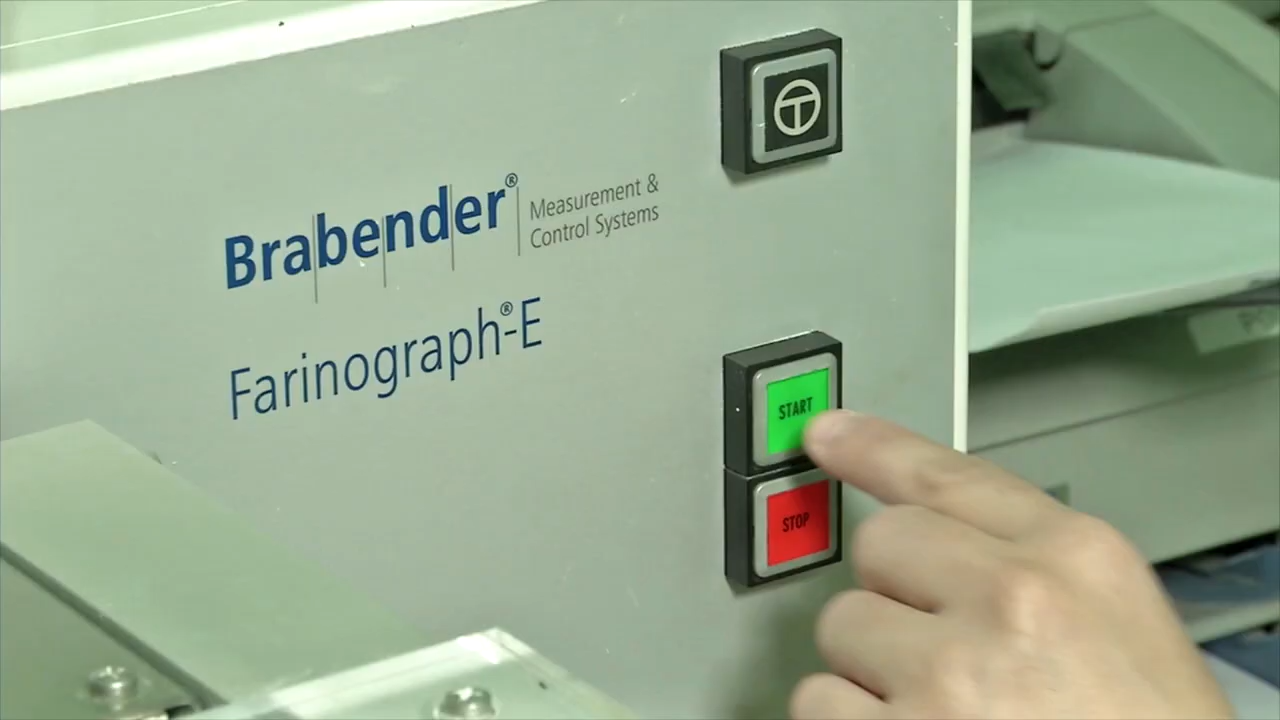 Brabender®
Measurement &
Control Systems
Farinograph®-E
START
STOP